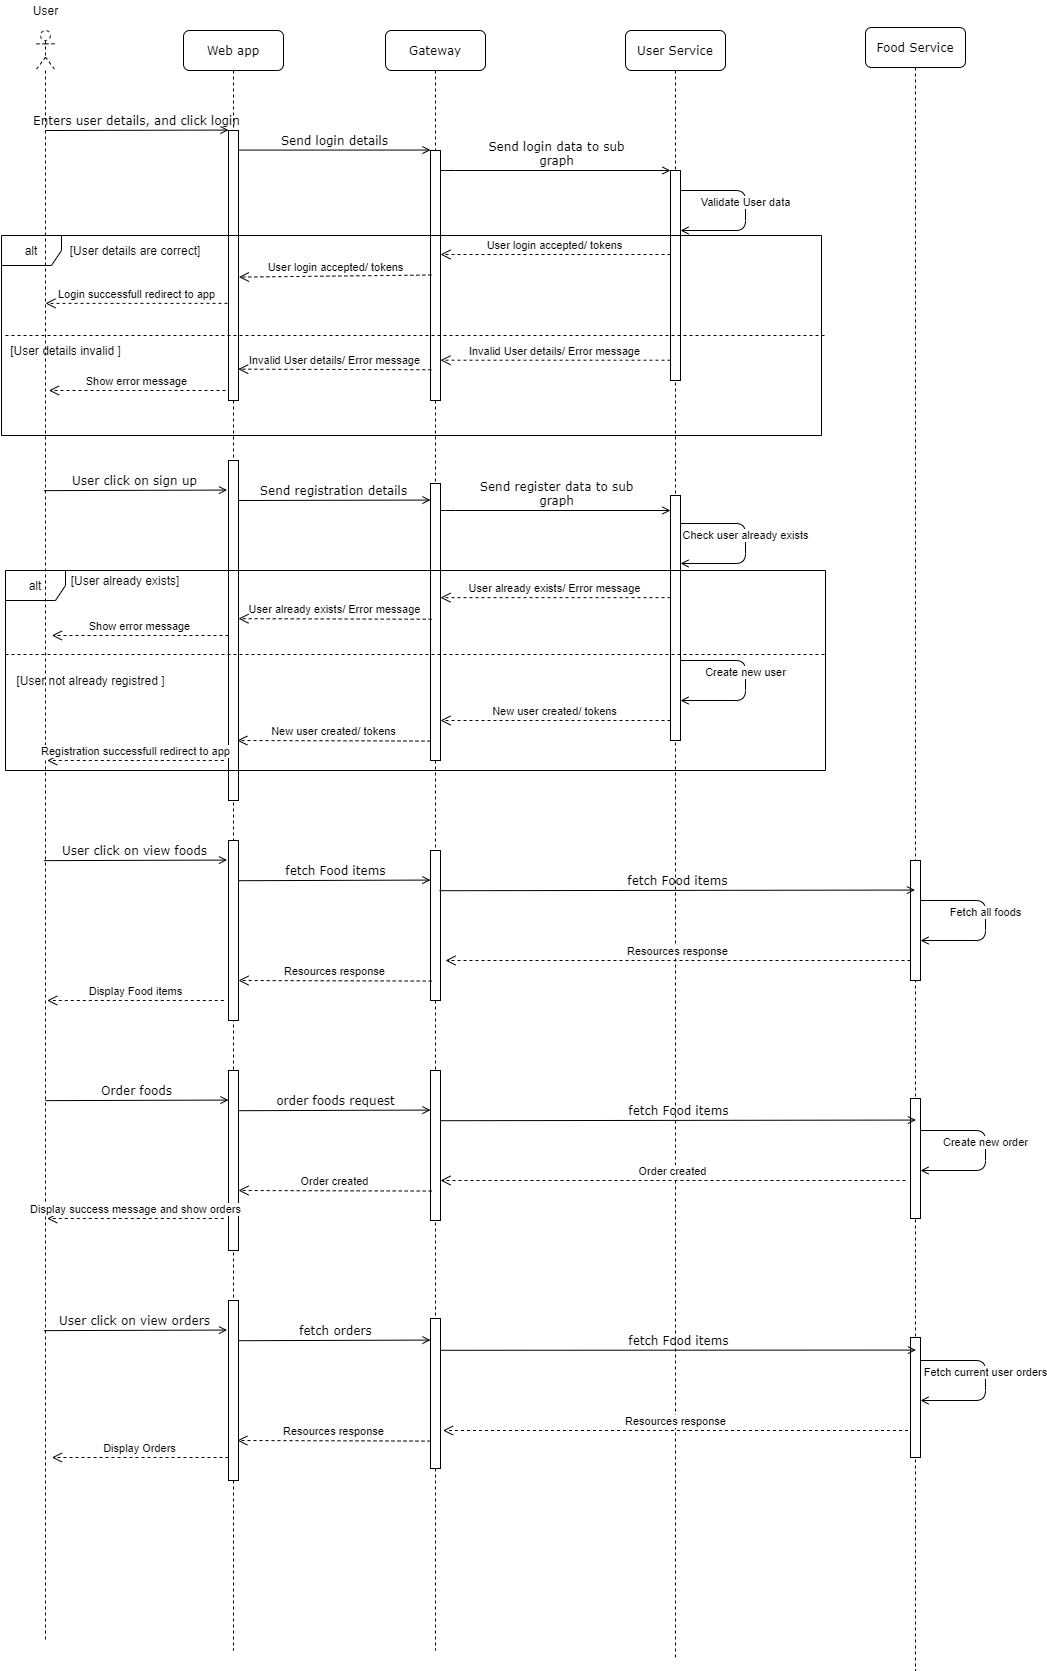 User
Web app
Gateway
User Service
Food Service
Enters user details, and click login
Send login details
Send login data to sub
graph
Validate User data
alt
[User details are correct]
User login accepted/ tokens
User login accepted/ tokens
Login successfull redirect to app
[User details invalid ]
Invalid User details/ Error message
Invalid User details/ Error message
Show error message
User click on sign up
Send registration details
Send register data to sub
graph
Check user already exists
alt
[User already exists]
User already exists/ Error message
User already exists/ Error message
Show error message
[User not already registred ]
Create new user
New user created/ tokens
New user created/ tokens
Registration successfull redirect to app
User click on view foods
fetch Food items
fetch Food items
Fetch all foods
Resources response
Resources response
Display Food items
Order foods
order foods request
fetch Food items
Create new order
Order created
Order created
Display success message and show orders
User click on view orders
fetch orders
fetch Food items
Fetch current user orders
Resources response
Resources response
Display Orders